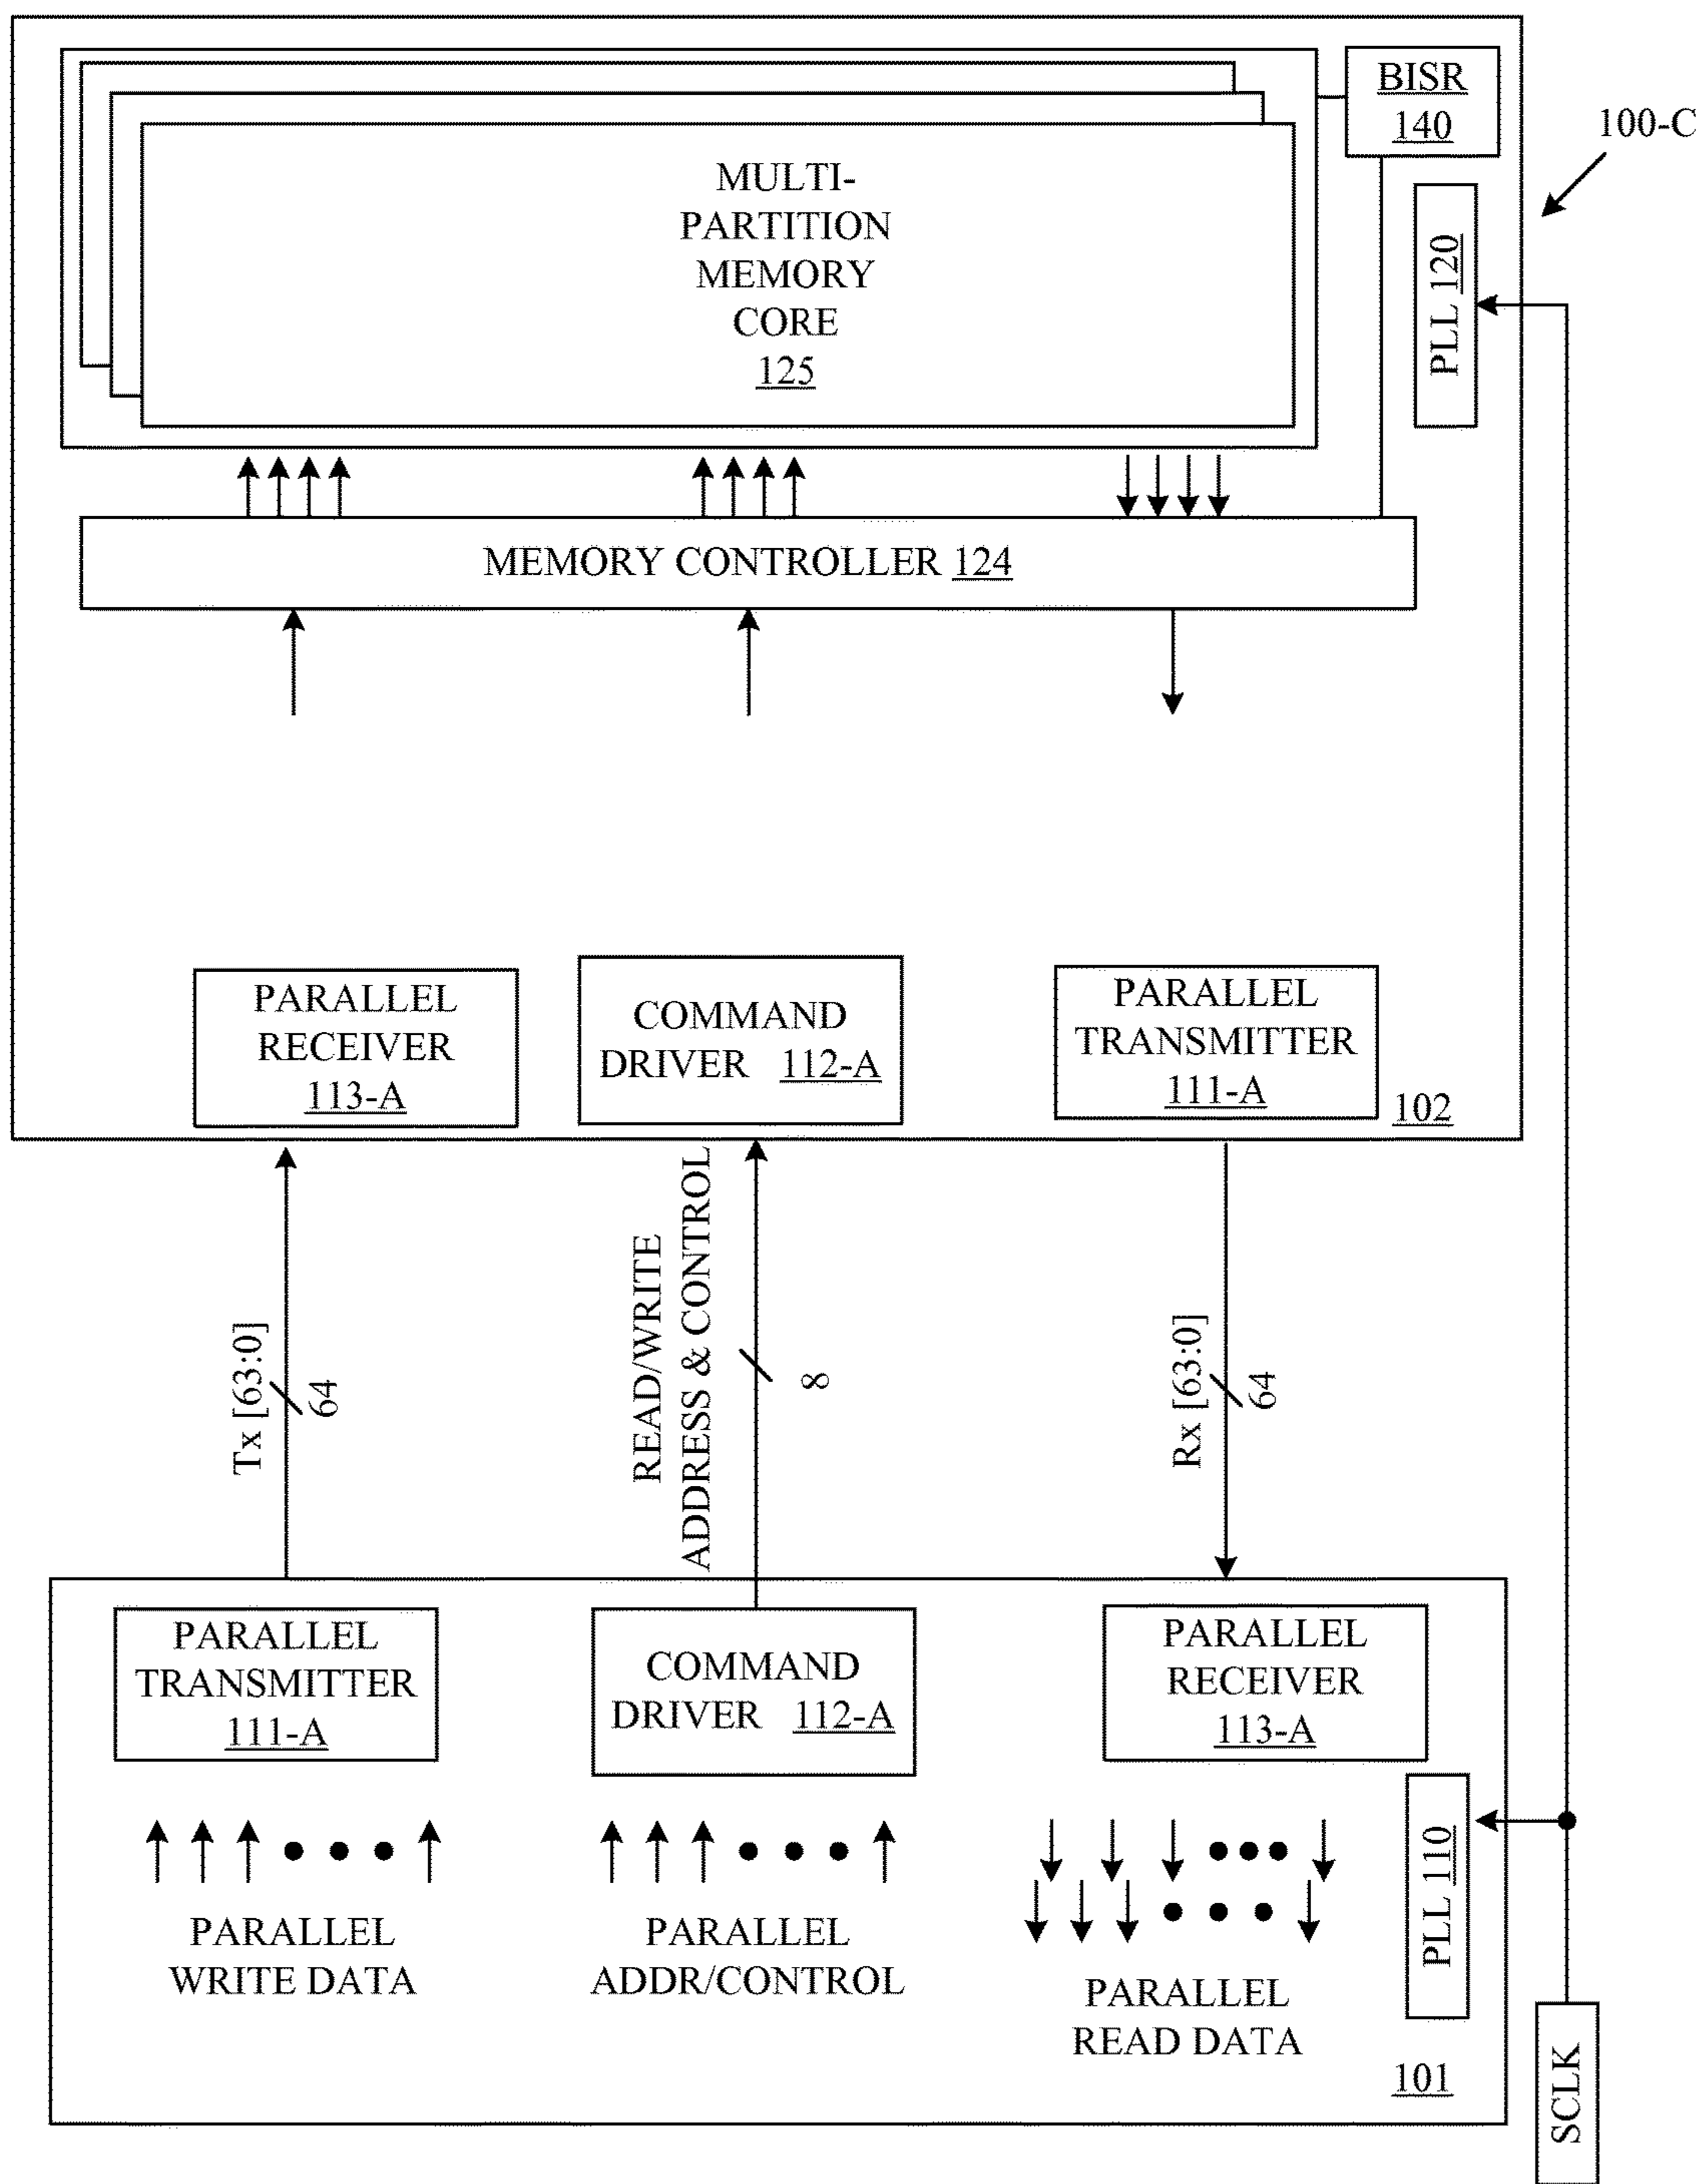 BISR
140
100-C
MULTI-
PARTITION
MEMORY
CORE
125
PLL 120
MEMORY CONTROLLER 124
PARALLEL
RECEIVER
113-A
COMMAND
DRIVER 112-A
PARALLEL
TRANSMITTER
111-A
102
Tx [63:0]
64
READ/WRITE
ADDRESS & CONTROL
8
Rx [63:0]
64
PARALLEL
TRANSMITTER
111-A
COMMAND
DRIVER 112-A
PARALLEL
RECEIVER
113-A
PARALLEL
WRITE DATA
PARALLEL
ADDR/CONTROL
PARALLEL
READ DATA
PLL 110
101
SCLK